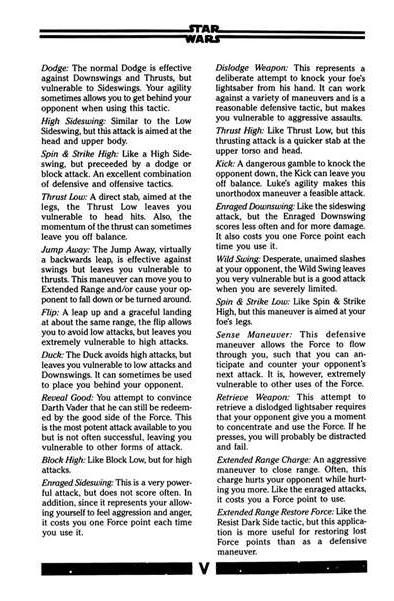 STAR
WARS
Dodge: The normal Dodge is effective
against Downswings and Thrusts, but
vulnerable to Sideswings. Your agility
sometimes allows you to get behind your
opponent when using this tactic.
High Sideswing: Similar to the Low
Sideswing, but this attack is aimed at the
head and upper body.
Spin & Strike High: Like a High Side-
swing, but preceeded by a dodge or
block attack. An excellent combination
of defensive and offensive tactics.
Thrust Low: A direct stab, aimed at the
legs, the Thrust Low leaves you
vulnerable to head hits. Also, the
momentum of the thrust can sometimes
leave you off balance.
Jump Away: The Jump Away, virtually
a backwards leap, is effective against
swings but leaves you vulnerable to
thrusts. This maneuver can move you to
Extended Range and/or cause your op-
ponent to fall down or be turned around.
Flip: A leap up and a graceful landing
at about the same range, the flip allows
you to avoid low attacks, but leaves you
extremely vulnerable to high attacks.
Duck: The Duck avoids high attacks, but
leaves you vulnerable to low attacks and
Downswings. It can sometimes be used
to place you behind your opponent.
Reveal Good: You attempt to convince
Darth Vader that he can still be redeem-
ed by the good side of the Force. This
is the most potent attack available to you
but is not often successful, leaving you
vulnerable to other forms of attack.
Block High: Like Block Low, but for high
attacks.
Enraged Sideswing: This is a very power-
ful attack, but does not score often. In
addition, since it represents your allow-
ing yourself to feel aggression and anger,
it costs you one Force point each time
you use it.
Dislodge Weapon: This represents a
deliberate attempt to knock your foe's
lightsaber from his hand. It can work
against a variety of maneuvers and is a
reasonable defensive tactic, but makes
you vulnerable to aggressive assaults.
Thrust High: Like Thrust Low, but this
thrusting attack is a quicker stab at the
upper torso and head.
Kick: A dangerous gamble to knock the
opponent down, the Kick can leave you
off balance. Luke's agility makes this
unorthodox maneuver a feasible attack.
Enraged Downswing: Like the sideswing
attack, but the Enraged Downswing
scores less often and for more damage.
It also costs you one Force point each
time you use it.
Wild Swing: Desperate, unaimed slashes
at your opponent, the Wild Swing leaves
you very vulnerable but is a good attack
when you are severely limited.
Spin & Strike Low: Like Spin & Strike
High, but this maneuver is aimed at your
foe's legs.
Sense Maneuver: This defensive
maneuver allows the Force to flow
through you, such that you can an-
ticipate and counter your opponent's
next attack. It is, however, extremely
vulnerable to other uses of the Force.
Retrieve Weapon: This attempt to
retrieve a dislodged lightsaber requires
that your opponent give you a moment
to concentrate and use the Force. If he
presses, you will probably be distracted
and fail.
Extended Range Charge: An aggressive
maneuver to close range. Often, this
charge hurts your opponent while hurt-
ing you more. Like the enraged attacks,
it costs you a Force point to use.
Extended Range Restore Force: Like the
Resist Dark Side tactic, but this applica-
tion is more useful for restoring lost
Force points than as a defensive
maneuver.
V